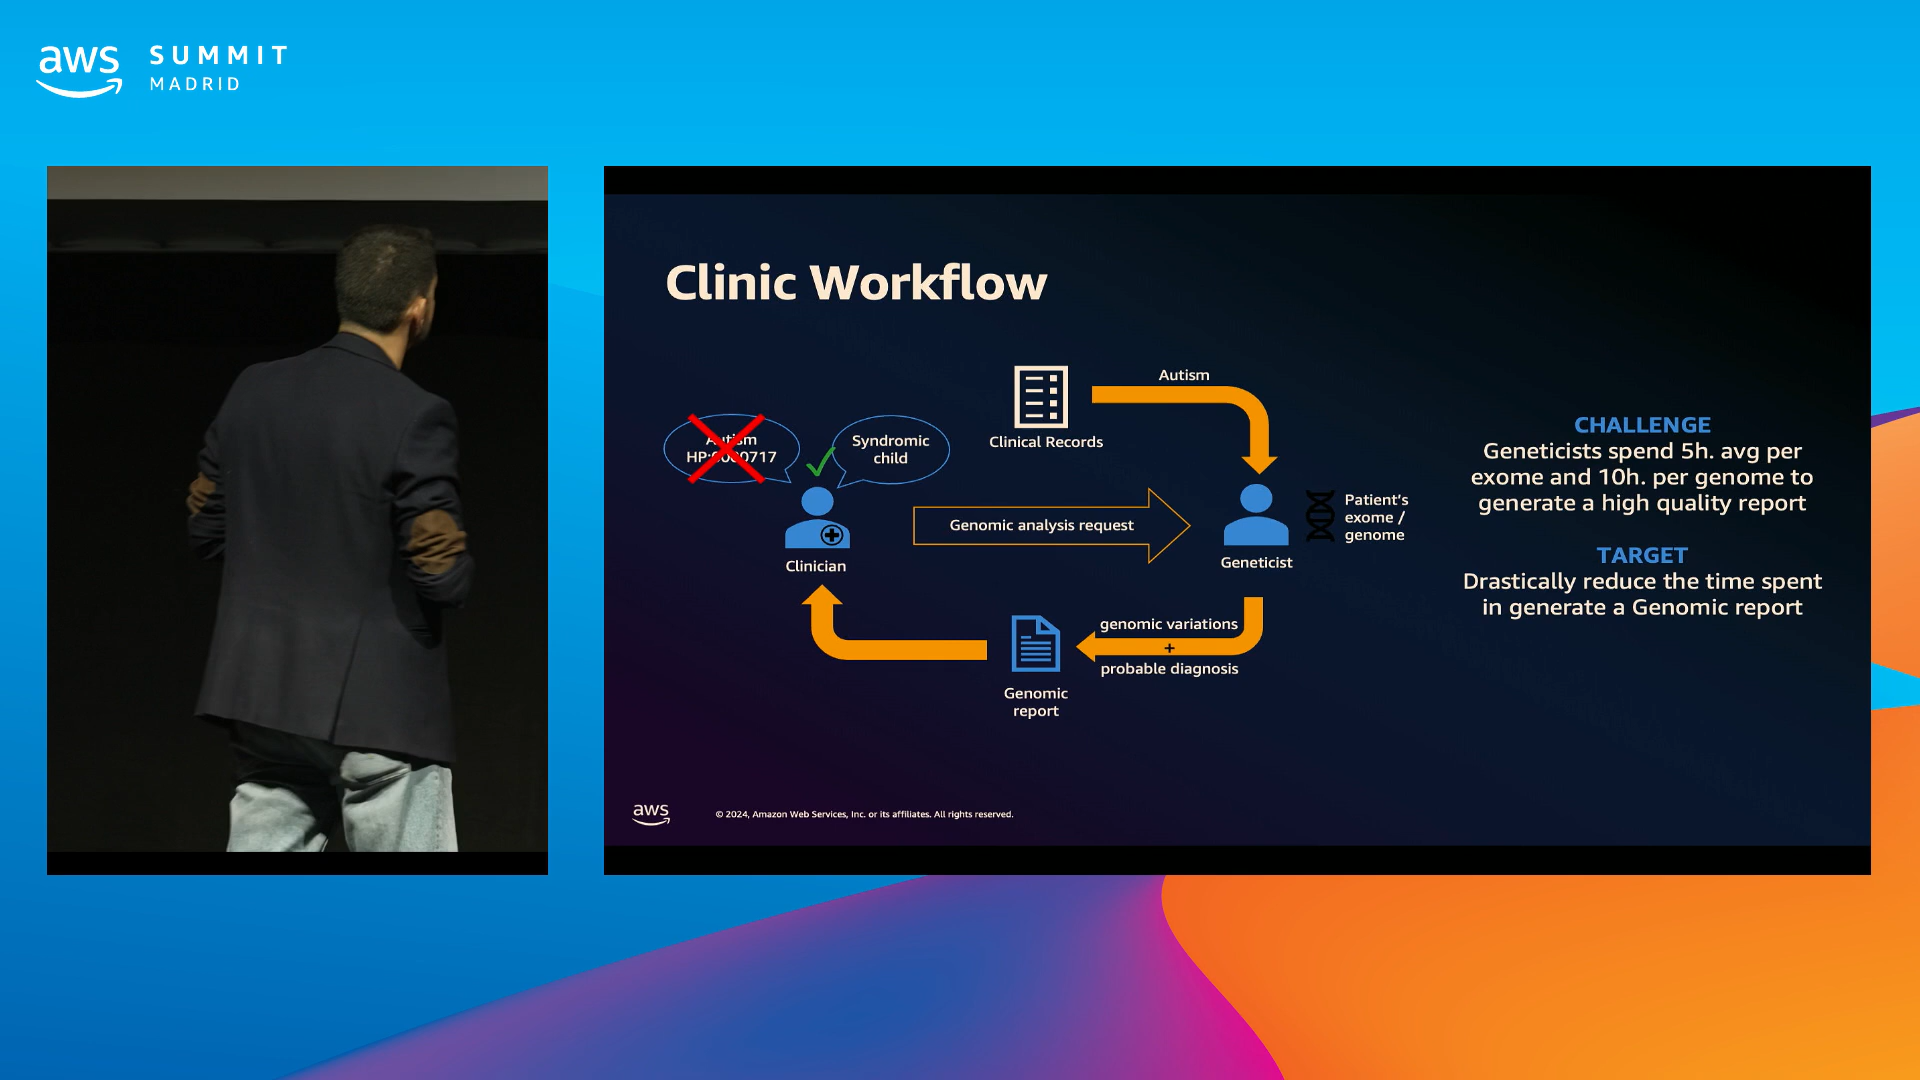 aws
SUMMIT
MADRID
Clinic Workflow
Autism
HP:0000717
Syndromic
child
Clinician
Clinical Records
Autism
Genomic analysis request
Geneticist
Patient's
exome /
genome
genomic variations
+
probable diagnosis
Genomic
report
CHALLENGE
Geneticists spend 5h. avg per
exome and 10h. per genome to
generate a high quality report
TARGET
Drastically reduce the time spent
in generate a Genomic report
aws
© 2024, Amazon Web Services, Inc. or its affiliates. All rights reserved.